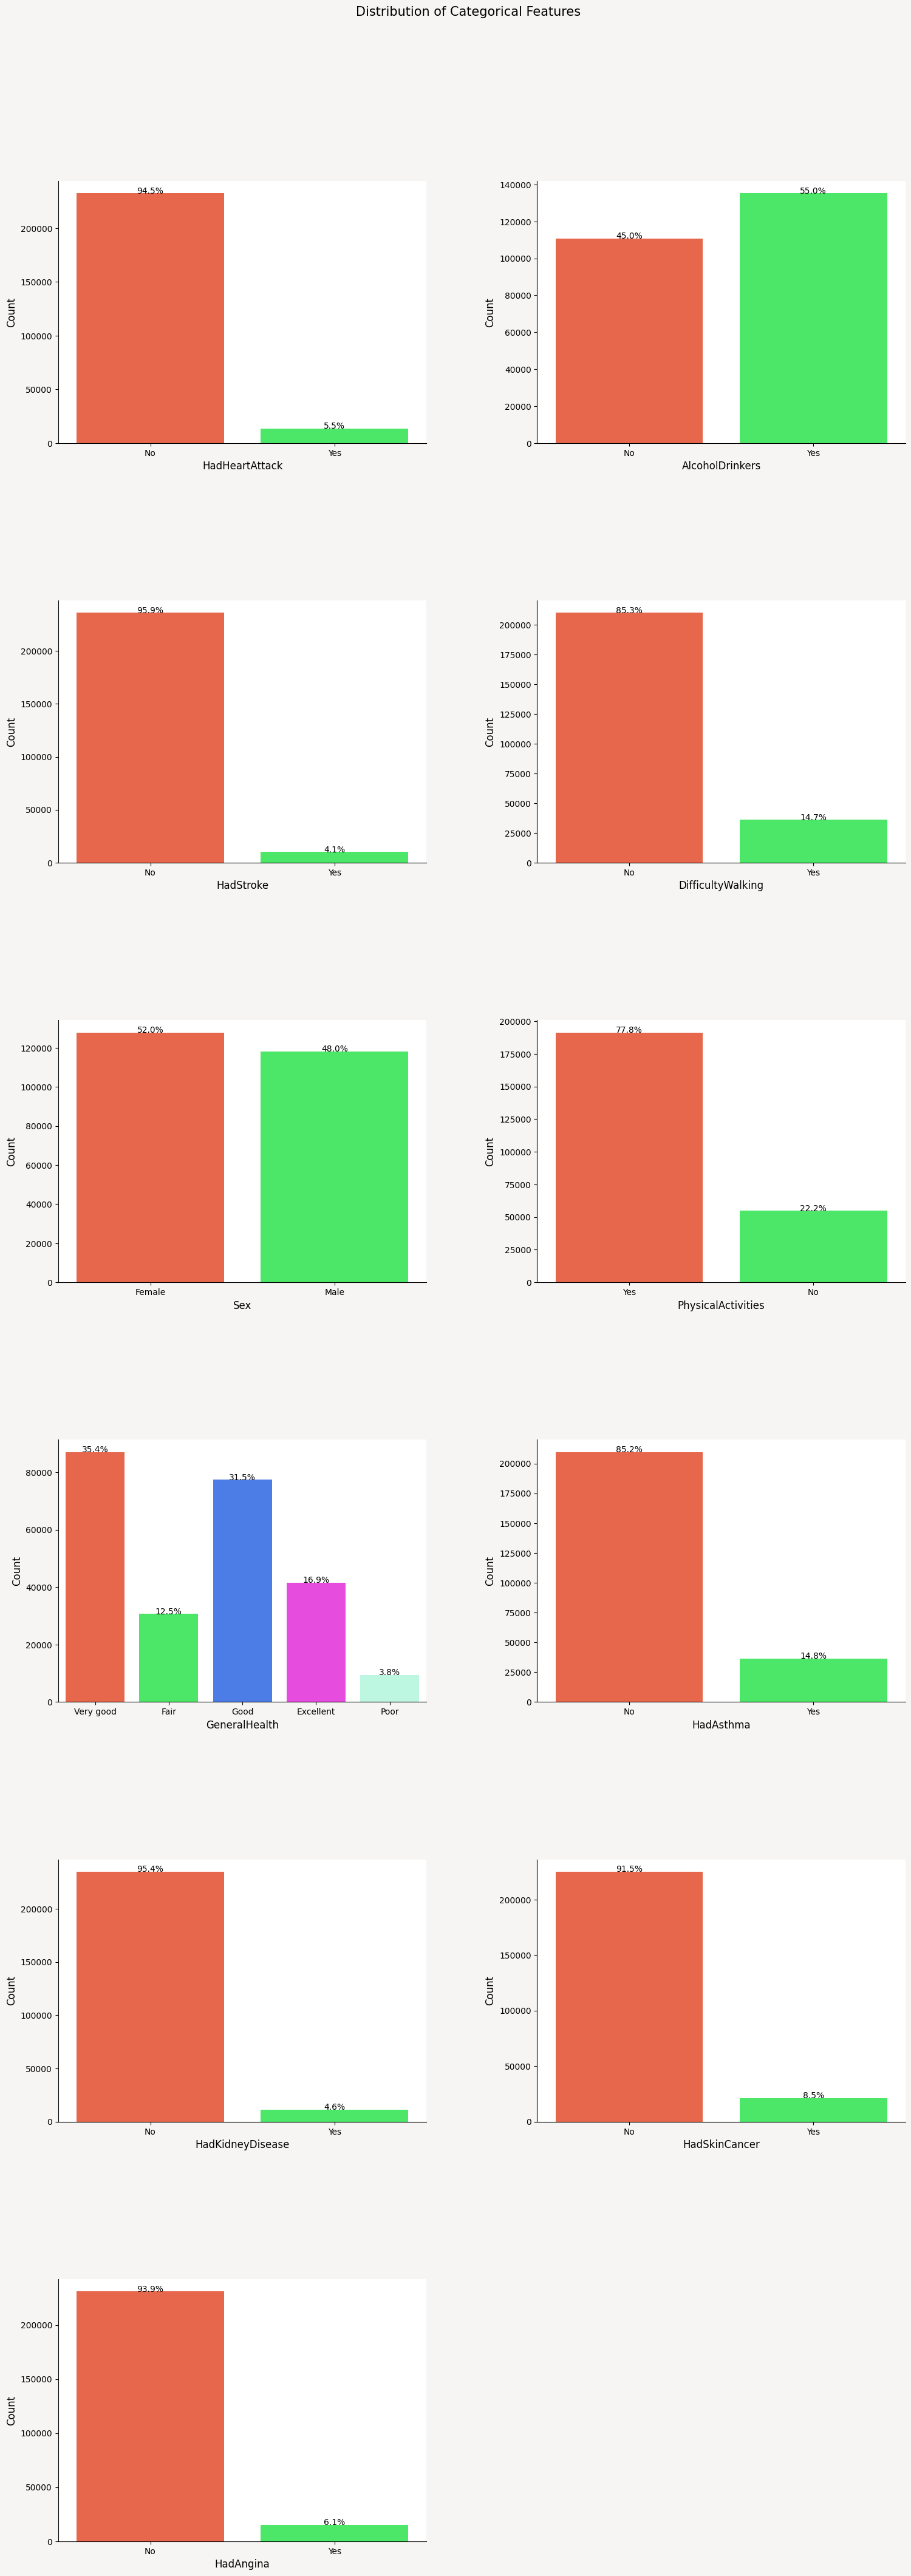 Distribution of Categorical Features
94.5%
5.5%
200000
150000
100000
50000
0
Count
No Yes
HadHeartAttack
55.0%
45.0%
140000
120000
100000
80000
60000
40000
20000
0
Count
No Yes
AlcoholDrinkers
95.9%
4.1%
200000
150000
100000
50000
0
Count
No Yes
HadStroke
85.3%
14.7%
200000
175000
150000
125000
100000
75000
50000
25000
0
Count
No Yes
DifficultyWalking
52.0%
48.0%
120000
100000
80000
60000
40000
20000
0
Count
Female Male
Sex
77.8%
22.2%
200000
175000
150000
125000
100000
75000
50000
25000
0
Count
Yes No
PhysicalActivities
35.4%
12.5%
31.5%
16.9%
3.8%
80000
60000
40000
20000
0
Count
Very good Fair Good Excellent Poor
GeneralHealth
85.2%
14.8%
200000
175000
150000
125000
100000
75000
50000
25000
0
Count
No Yes
HadAsthma
95.4%
4.6%
200000
150000
100000
50000
0
Count
No Yes
HadKidneyDisease
91.5%
8.5%
200000
150000
100000
50000
0
Count
No Yes
HadSkinCancer
93.9%
6.1%
200000
150000
100000
50000
0
Count
No Yes
HadAngina